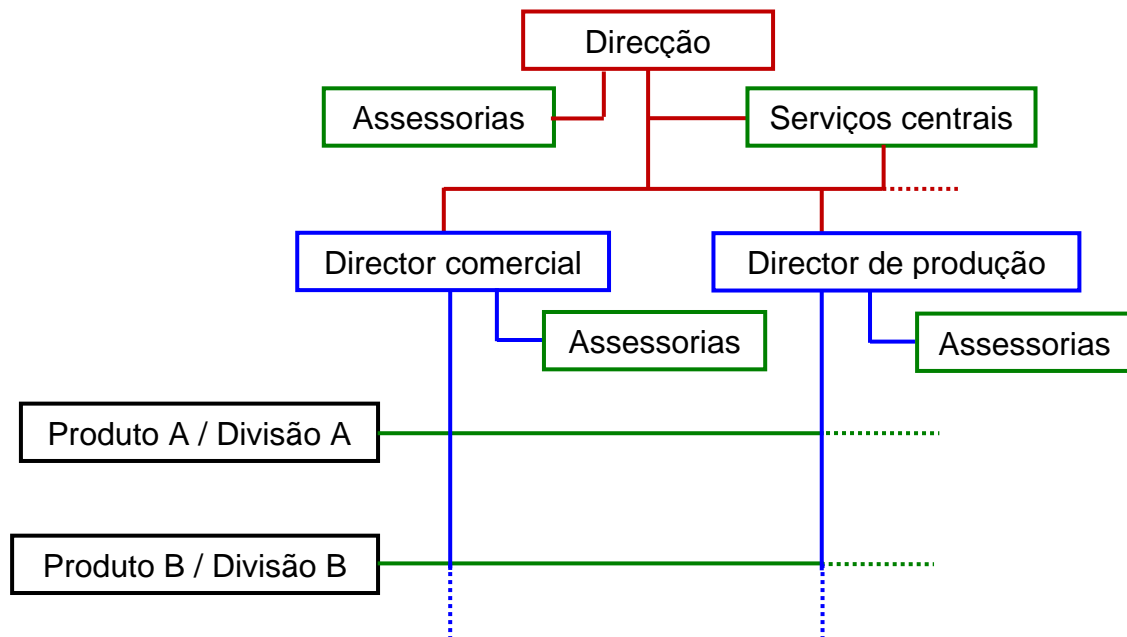 Direcção
Assessorias
Serviços centrais
Director comercial
Director de produção
Assessorias
Assessorias
Produto A / Divisão A
Produto B / Divisão B